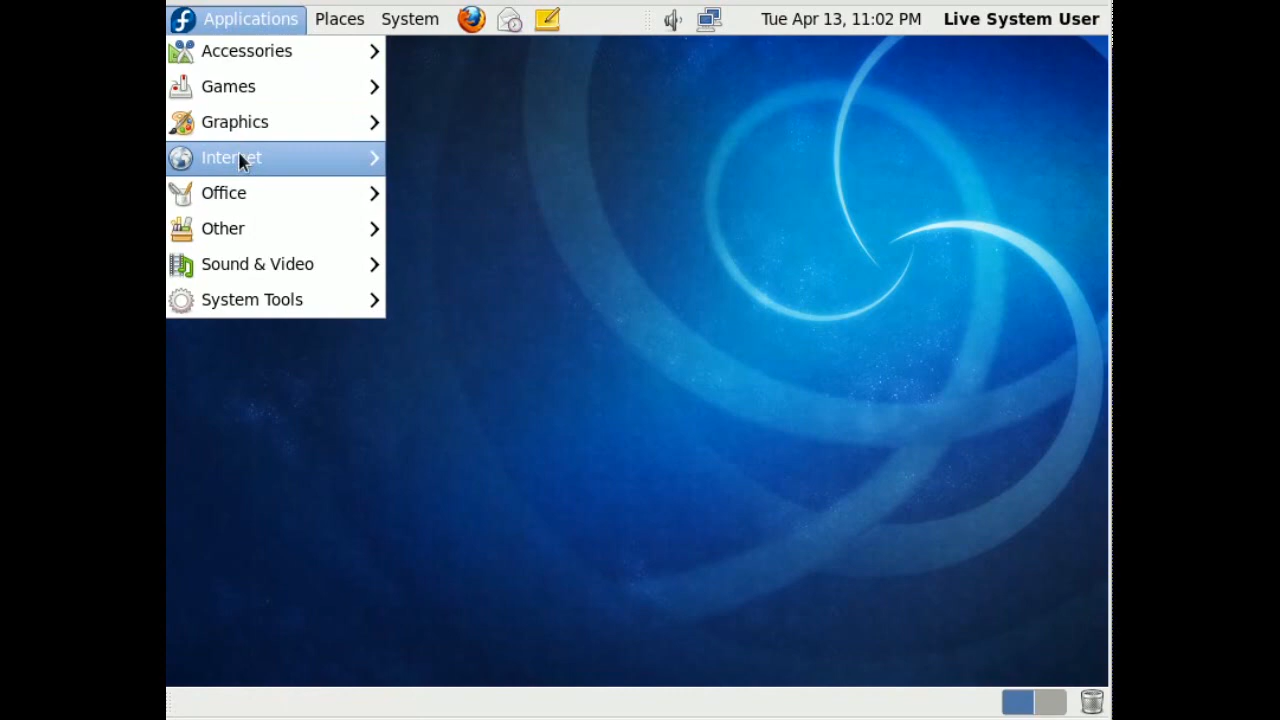 Applications Places System Tue Apr 13, 11:02 PM Live System User
Accessories
Games
Graphics
Internet
Office
Other
Sound & Video
System Tools